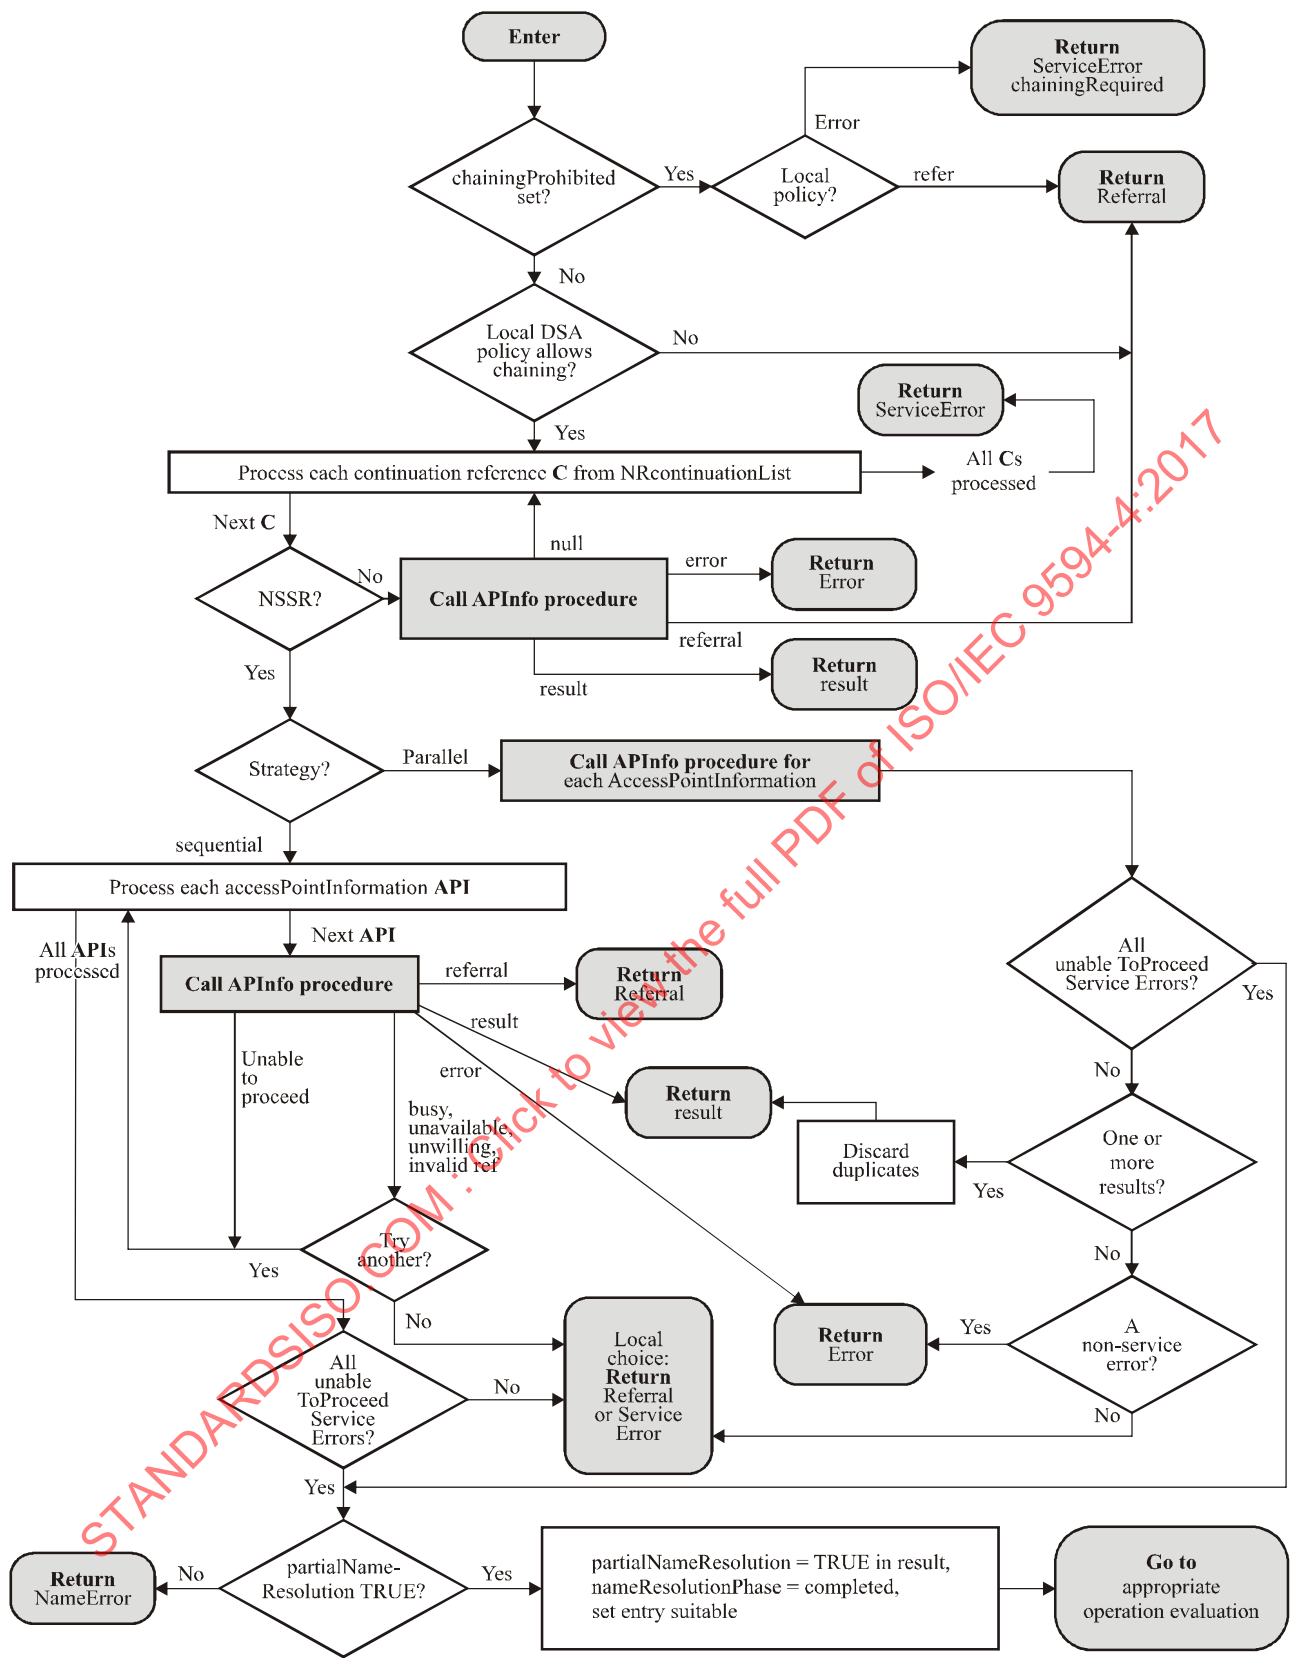 Enter
Return
ServiceError
chainingRequired
Error
chainingProhibited
set?
Yes
Local
policy?
refer
Return
Referral
No
Local DSA
policy allows
chaining?
No
Return
ServiceError
Yes
Process each continuation reference C from NRcontinuationList
All Cs
processed
Next C
null
NSSR?
No
Call APInfo procedure
error
Return
Error
referral
Yes
result
Return
result
Strategy?
Parallel
Call APInfo procedure for
each AccessPointInformation
sequential
Process each accessPointInformation API
All APIs
processed
Next API
Call APInfo procedure
referral
Return
Referral
All
unable ToProceed
Service Errors?
Yes
result
error
Unable
to
proceed
No
Return
result
busy,
unavailable,
unwilling,
invalid ref
Discard
duplicates
Yes
One or
more
results?
Try
another?
Yes
No
No
Local
choice:
Return
Referral
or Service
Error
Return
Error
Yes
A
non-service
error?
All
unable
ToProceed
Service
Errors?
No
No
Yes
partialName-
Resolution TRUE?
No
Return
NameError
Yes
partialNameResolution = TRUE in result,
nameResolutionPhase = completed,
set entry suitable
Go to
appropriate
operation evaluation
STANDARDSISO.COM : Click to view the full PDF of ISO/IEC 9594-4:2017